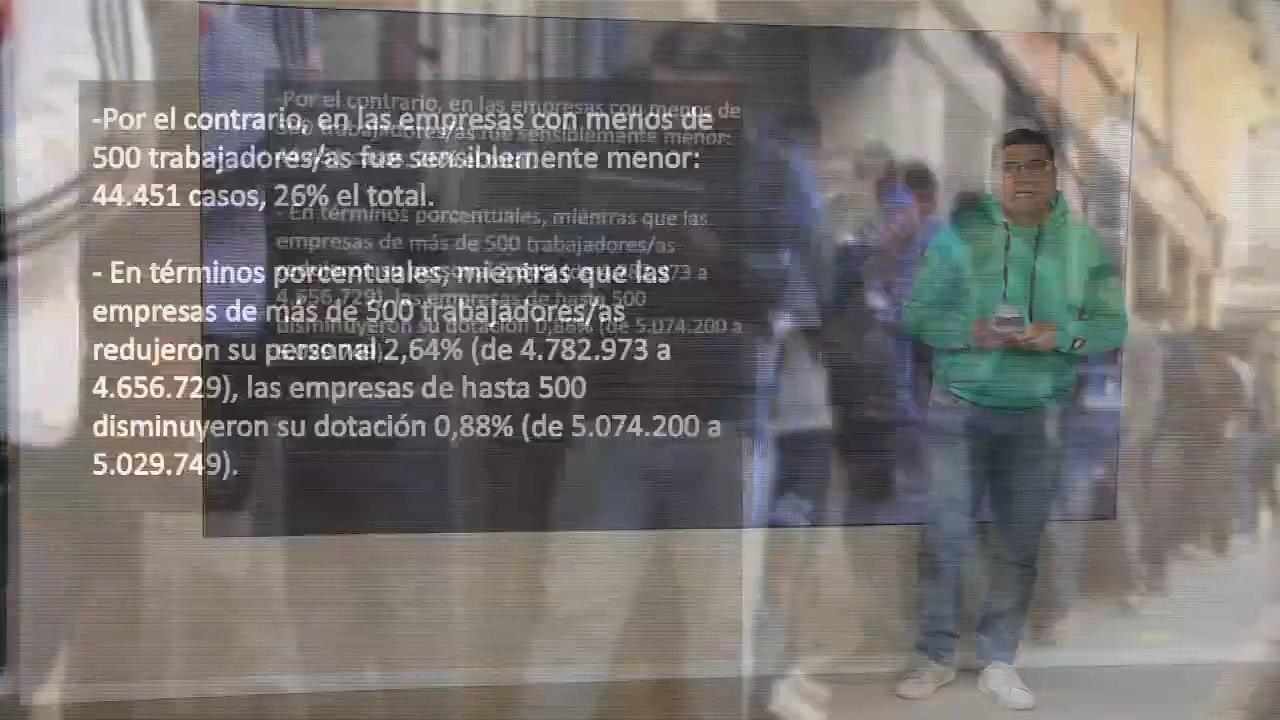 -Por el contrario, en las empresas con menos de
500 trabajadores/as fue sensiblemente menor:
44.451 casos, 26% el total.
- En términos porcentuales, mientras que las
empresas de más de 500 trabajadores/as
redujeron su personal 2,64% (de 4.782.973 a
4.656.729), las empresas de hasta 500
disminuyeron su dotación 0,88% (de 5.074.200 a
5.029.749).